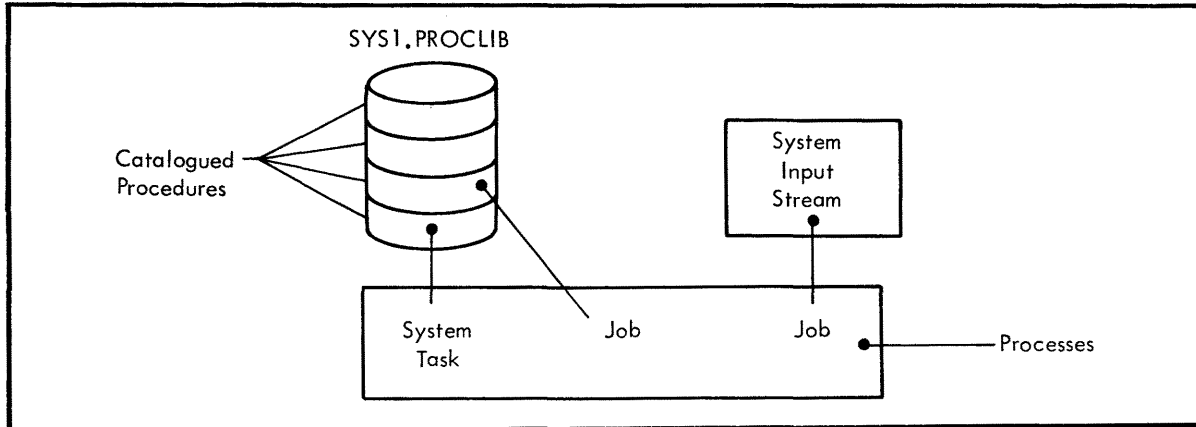 SYS1.PROCLIB
Catalogued
Procedures
System
Input
Stream
System
Task
Job
Job
Processes